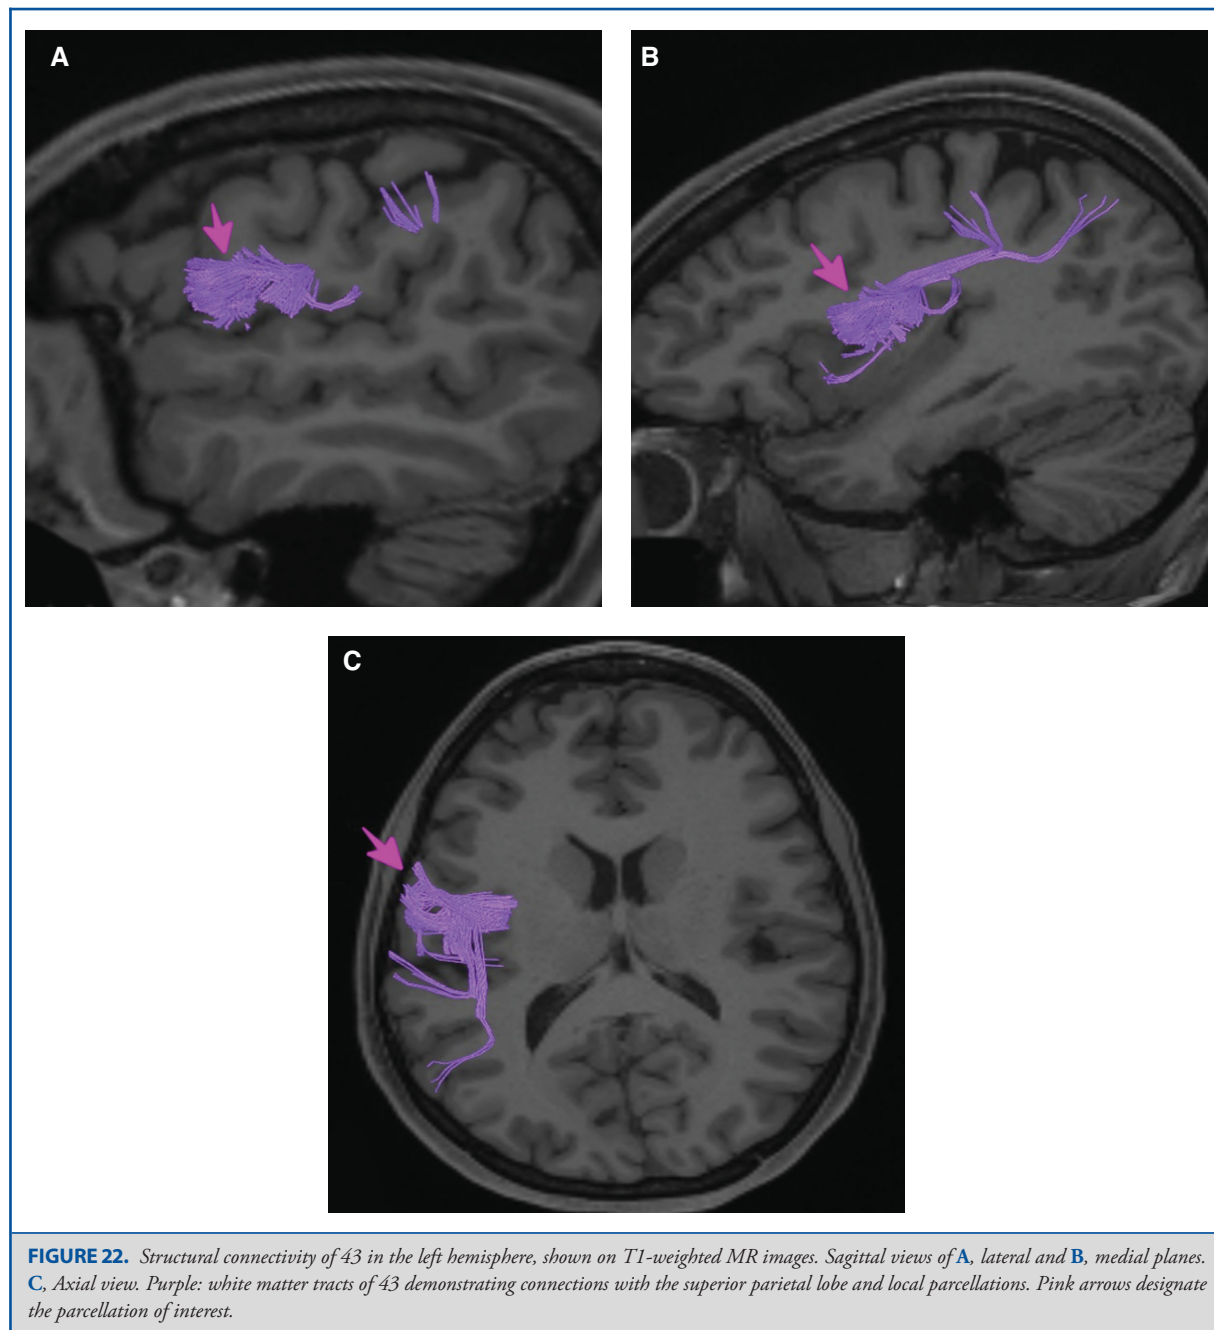 A
B
C
FIGURE 22. Structural connectivity of 43 in the left hemisphere, shown on T1-weighted MR images. Sagittal views of A, lateral and B, medial planes.
C, Axial view. Purple: white matter tracts of 43 demonstrating connections with the superior parietal lobe and local parcellations. Pink arrows designate
the parcellation of interest.